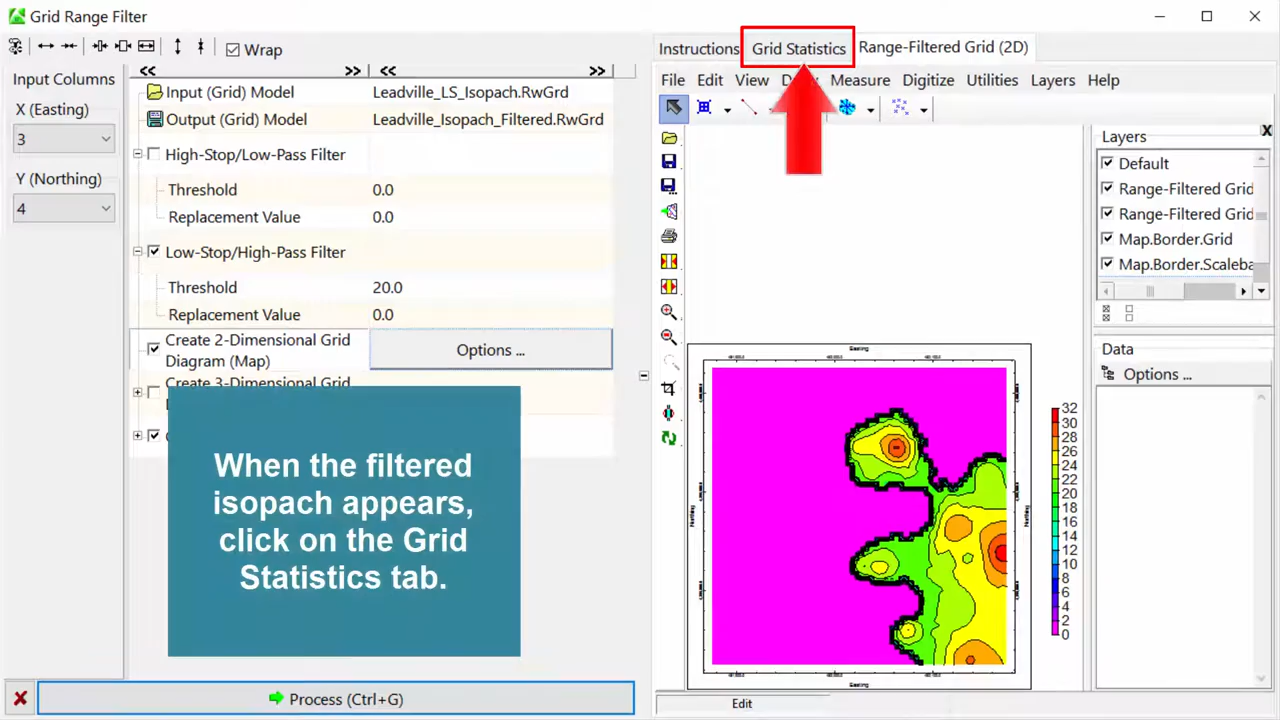 Grid Range Filter
Wrap
Input Columns
X (Easting)
3
Y (Northing)
4
<< >> << >>
Input (Grid) Model Leadville_LS_Isopach.RwGrd
Output (Grid) Model Leadville_Isopach_Filtered.RwGrd
High-Stop/Low-Pass Filter
Threshold 0.0
Replacement Value 0.0
Low-Stop/High-Pass Filter
Threshold 20.0
Replacement Value 0.0
Create 2-Dimensional Grid
Diagram (Map)
Options ...
Create 3-Dimensional Grid
When the filtered
isopach appears,
click on the Grid
Statistics tab.
Process (Ctrl+G)
Instructions Grid Statistics Range-Filtered Grid (2D)
File Edit View Measure Digitize Utilities Layers Help
Easting
Northing
Northing
Easting
32
30
28
26
24
22
20
18
16
14
12
10
8
6
4
2
0
Layers
Default
Range-Filtered Grid
Range-Filtered Grid
Map.Border.Grid
Map.Border.Scaleba
Data
Options ...
Edit